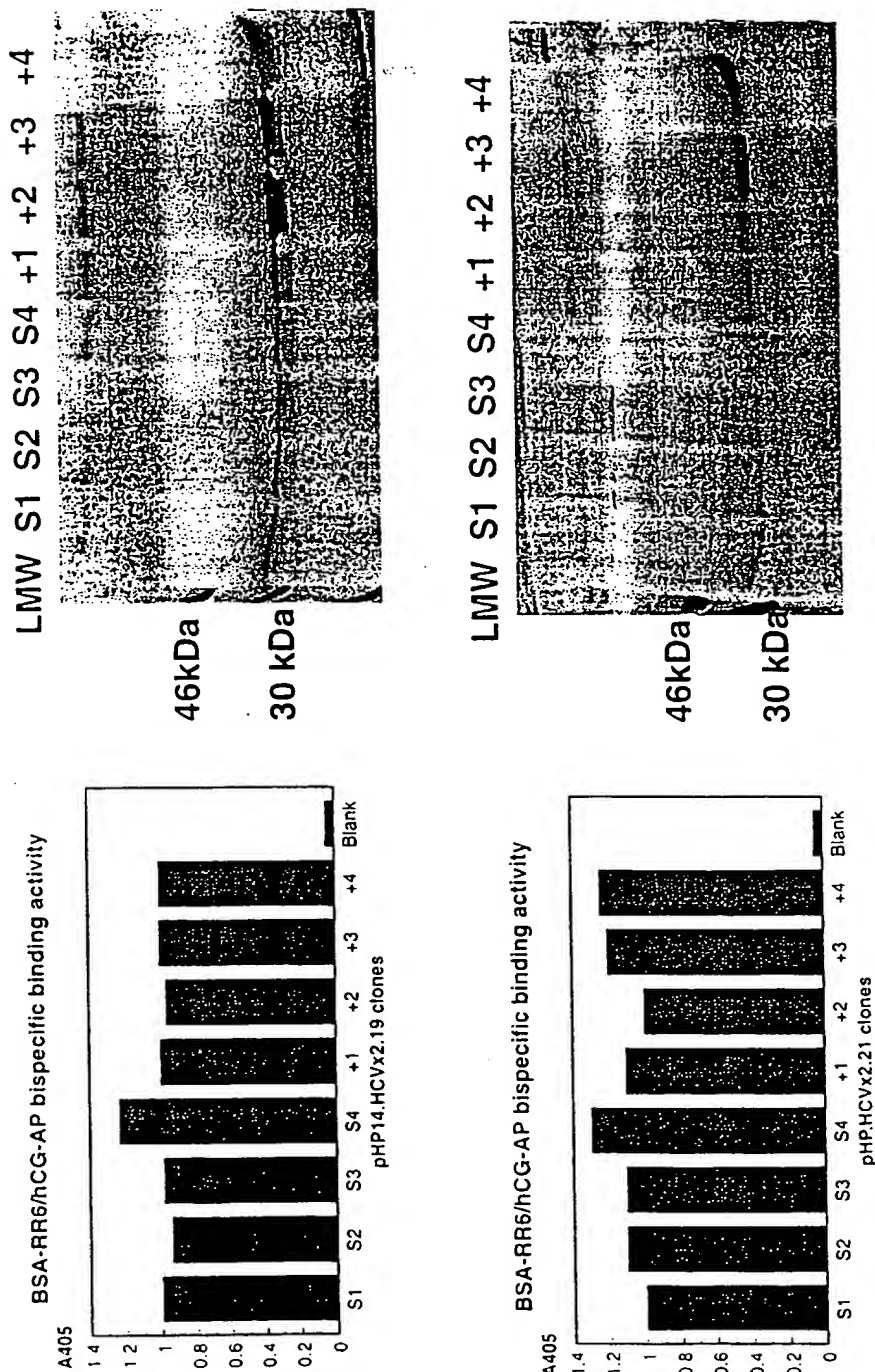 LMW S1 S2 S3 S4 +1 +2 +3 +4
46kDa
30 kDa
LMW S1 S2 S3 S4 +1 +2 +3 +4
46kDa
30 kDa
BSA-RR6/hCG-AP bispecific binding activity
A405
1 4
1 2
1
0.8
0.6
0.4
0.2
0
S1 S2 S3 S4 +1 +2 +3 +4 Blank
pHP14.HCVx2.19 clones
BSA-RR6/hCG-AP bispecific binding activity
A405
1.4
1.2
1
0.8
0.6
0.4
0.2
0
S1 S2 S3 S4 +1 +2 +3 +4 Blank
pHP.HCVx2.21 clones